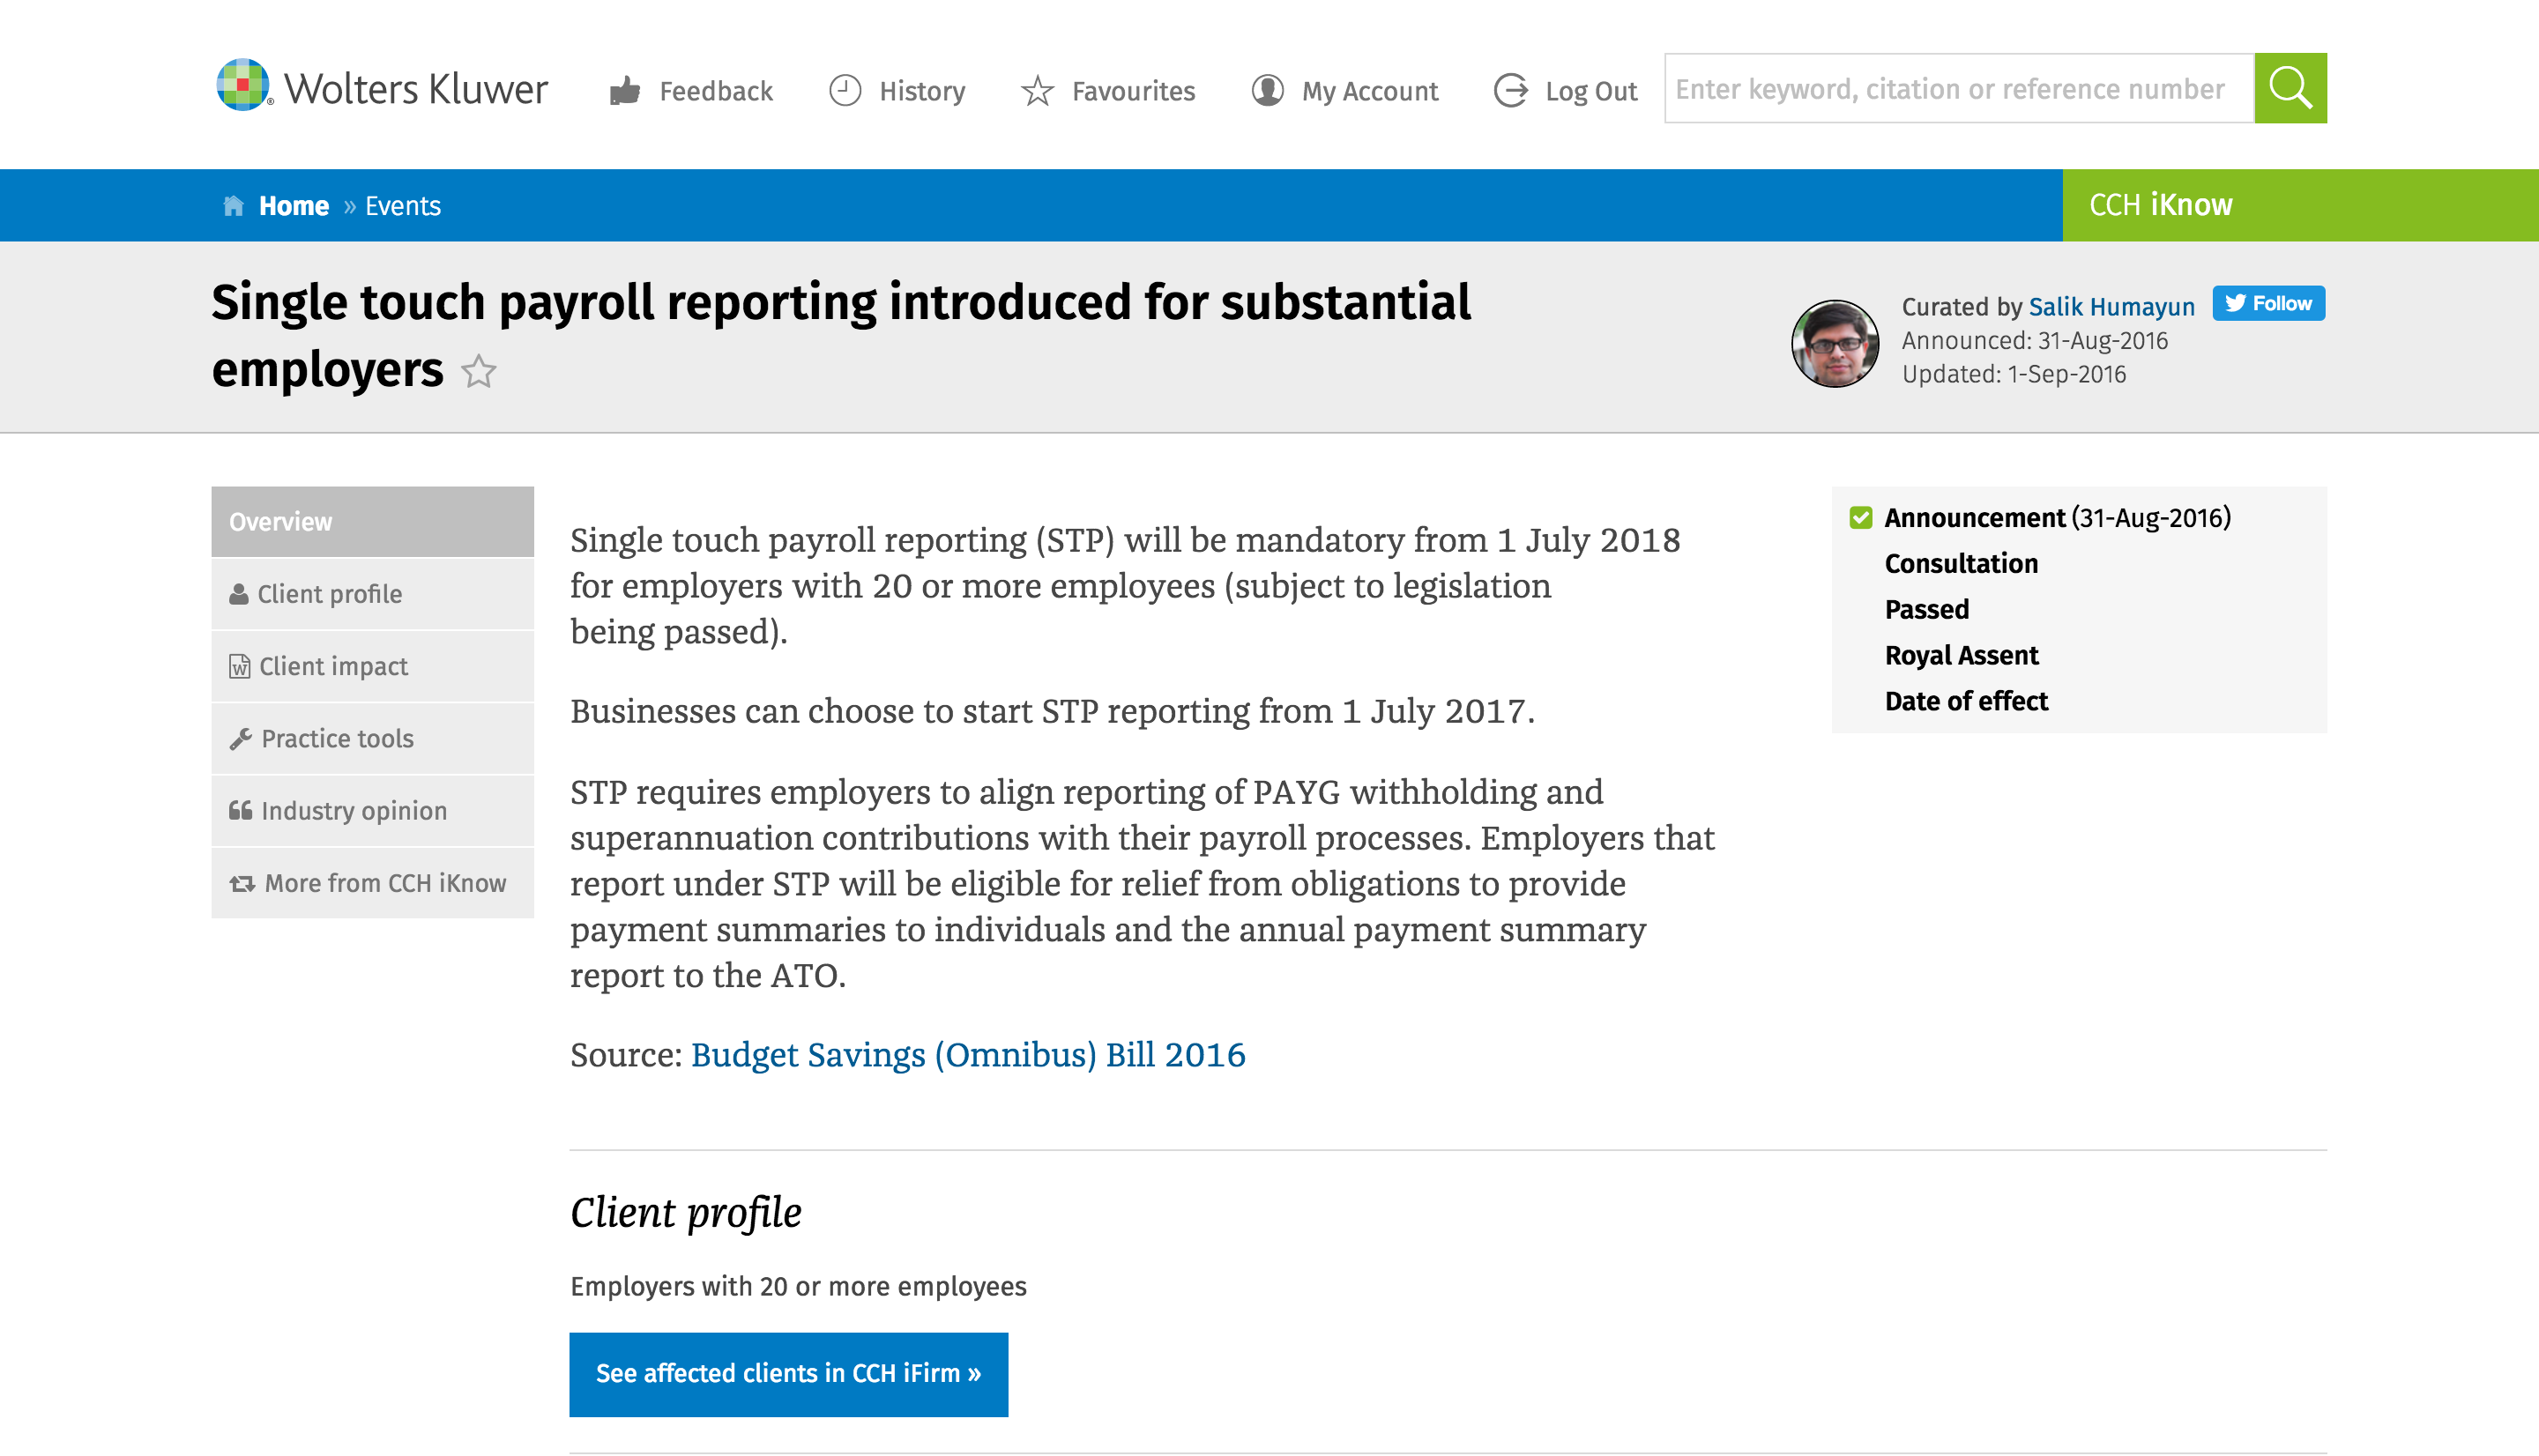 Wolters Kluwer
Feedback
History
Favourites
My Account
Log Out
Enter keyword, citation or reference number
Home » Events
CCH iKnow
Single touch payroll reporting introduced for substantial
employers
Curated by Salik Humayun
Follow
Announced: 31-Aug-2016
Updated: 1-Sep-2016
Overview
Client profile
Client impact
Practice tools
Industry opinion
More from CCH iKnow
Single touch payroll reporting (STP) will be mandatory from 1 July 2018
for employers with 20 or more employees (subject to legislation
being passed).
Businesses can choose to start STP reporting from 1 July 2017.
STP requires employers to align reporting of PAYG withholding and
superannuation contributions with their payroll processes. Employers that
report under STP will be eligible for relief from obligations to provide
payment summaries to individuals and the annual payment summary
report to the ATO.
Source: Budget Savings (Omnibus) Bill 2016
Announcement (31-Aug-2016)
Consultation
Passed
Royal Assent
Date of effect
Client profile
Employers with 20 or more employees
See affected clients in CCH iFirm »